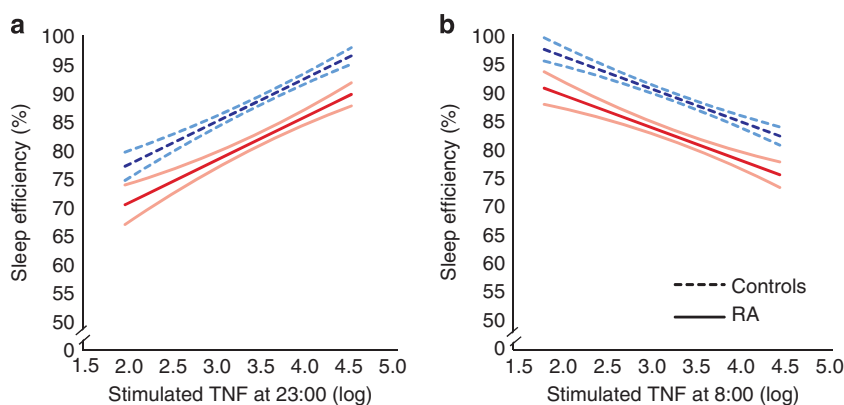 a
100
95
90
85
80
75
70
65
60
55
50
0
Sleep efficiency (%)
1.5 2.0 2.5 3.0 3.5 4.0 4.5 5.0
Stimulated TNF at 23:00 (log)
b
100
95
90
85
80
75
70
65
60
55
50
0
Sleep efficiency (%)
Controls
RA
1.5 2.0 2.5 3.0 3.5 4.0 4.5 5.0
Stimulated TNF at 8:00 (log)